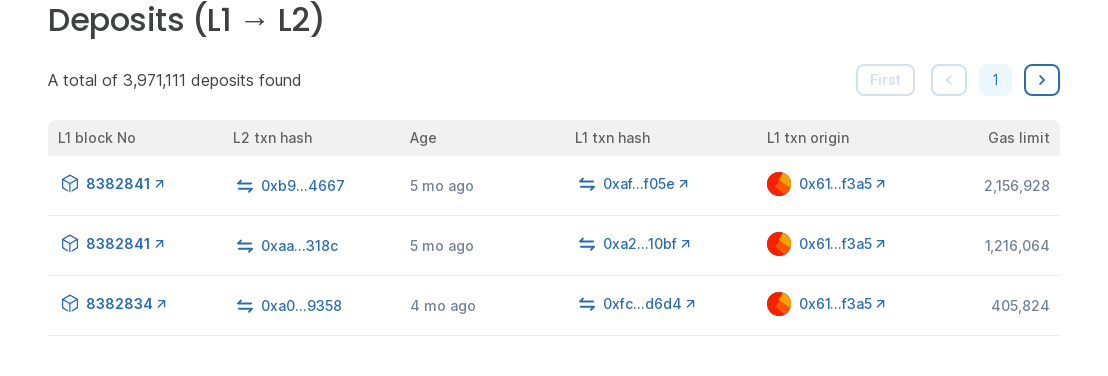 Deposits (L1 → L2)
A total of 3,971,111 deposits found First 1
L1 block No L2 txn hash Age L1 txn hash L1 txn origin Gas limit
8382841 0xb9...4667 5 mo ago 0xaf...f05e 0x61...f3a5 2,156,928
8382841 0xaa...318c 5 mo ago 0xa2...10bf 0x61...f3a5 1,216,064
8382834 0xa0...9358 4 mo ago 0xfc...d6d4 0x61...f3a5 405,824